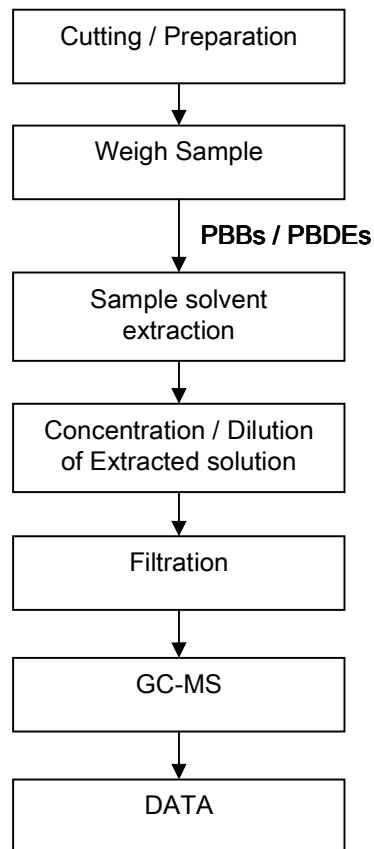 Cutting / Preparation
Weigh Sample
PBBs / PBDEs
Sample solvent
extraction
Concentration / Dilution
of Extracted solution
Filtration
GC-MS
DATA